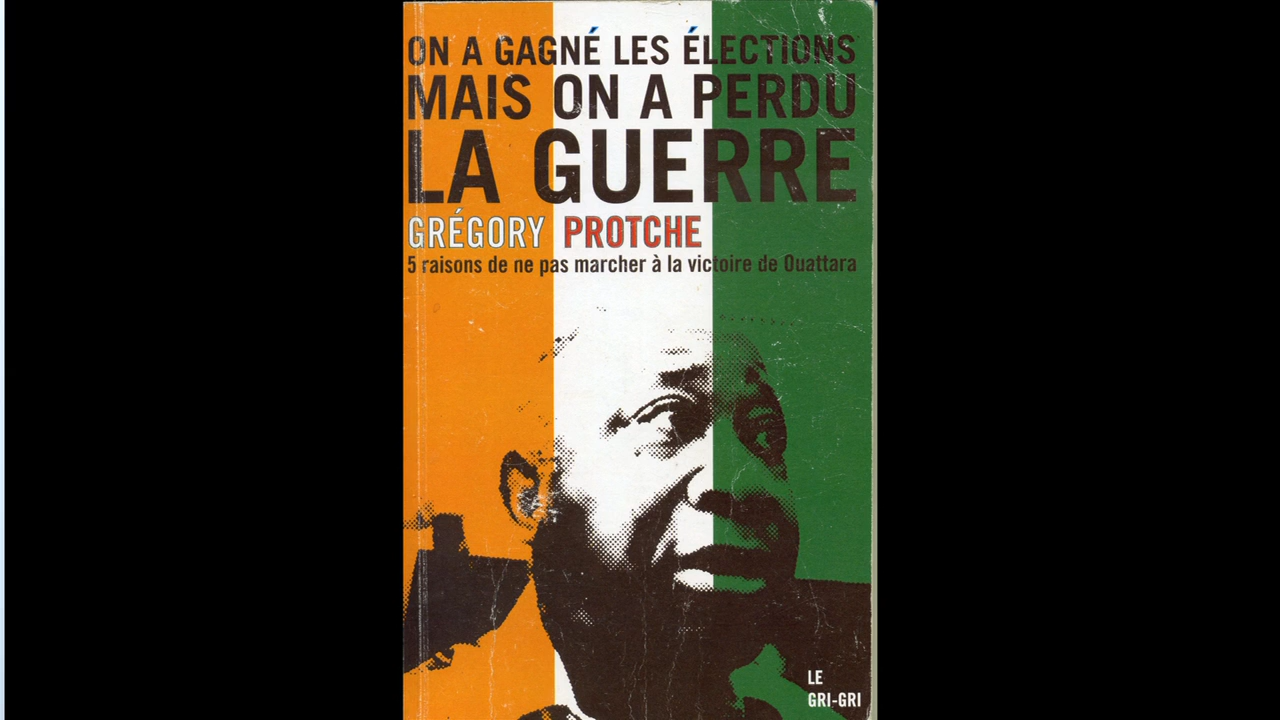 ON A GAGNÉ LES ÉLECTIONS
MAIS ON A PERDU
LA GUERRE
GRÉGORY PROTCHE
5 raisons de ne pas marcher à la victoire de Ouattara
LE
GRI-GRI